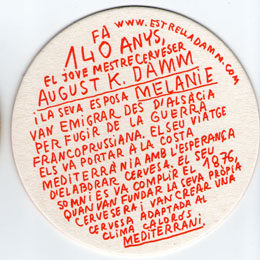 FA
WWW.ESTRELLADAMM.COM
140 ANYS,
EL JOVE MESTRE CERVESER
AUGUST K. DAMM
I LA SEVA ESPOSA MELANIE
VAN EMIGRAR DES D'ALSÀCIA
PER FUGIR DE LA GUERRA
FRANCOPRUSSIANA. EL SEU VIATGE
ELS VA PORTAR A LA COSTA
MEDITERRÀNIA AMB L'ESPERANÇA
D'ELABORAR CERVESA. EL SEU
SOMNI ES VA COMPLIR EL 1876,
QUAN VAN FUNDAR LA SEVA PRÒPIA
CERVESERA I VAN CREAR UNA
CERVESA ADAPTADA AL
CLIMA CALORÓS
MEDITERRANI.